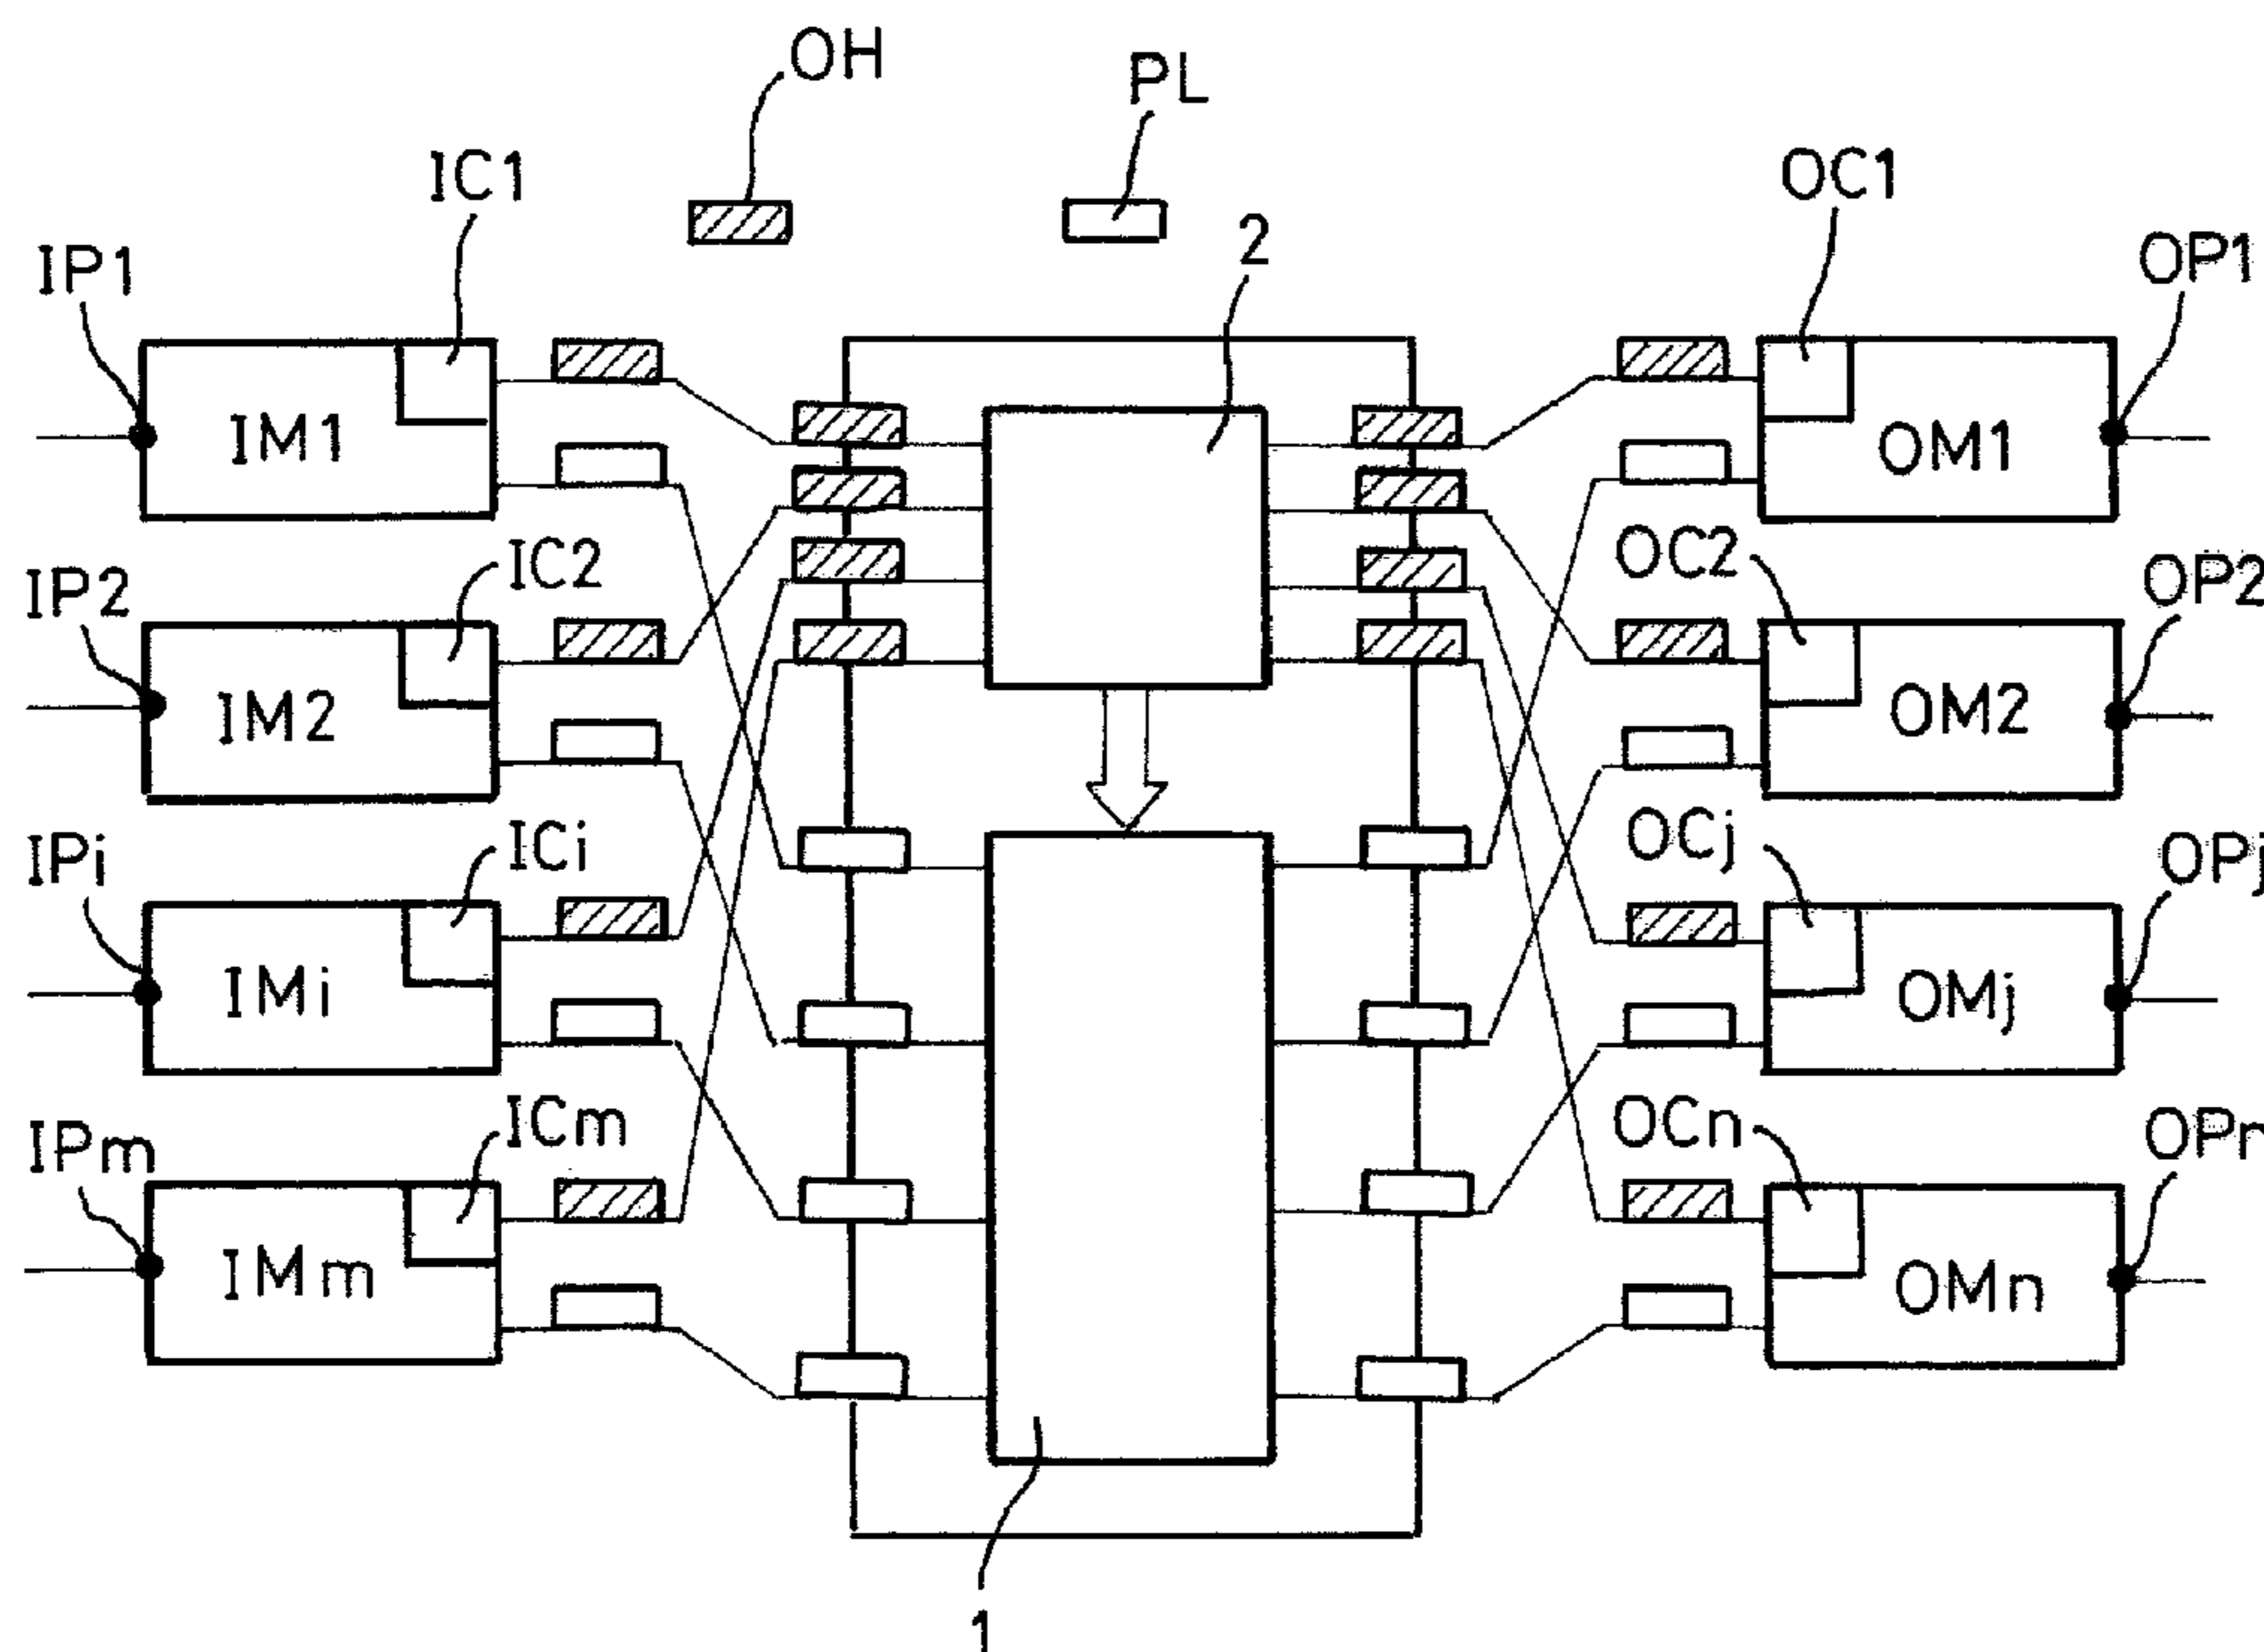 OH
PL
IC1
OC1
2
IP1
OP1
IM1
OM1
IC2
OC2
IP2
OP2
IM2
OM2
ICi
OCj
IPi
OPj
IMi
OMj
ICm
OCn
IPm
OPn
IMm
OMn
1